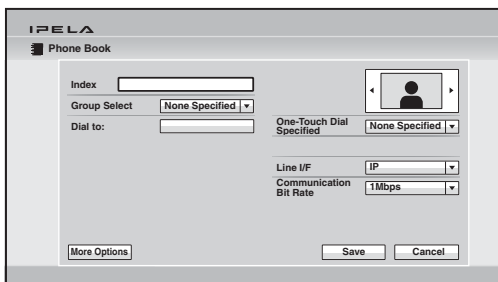 IPELA
Phone Book
Index
Group Select None Specified
Dial to:
One-Touch Dial
Specified None Specified
Line I/F IP
Communication
Bit Rate 1Mbps
More Options Save Cancel